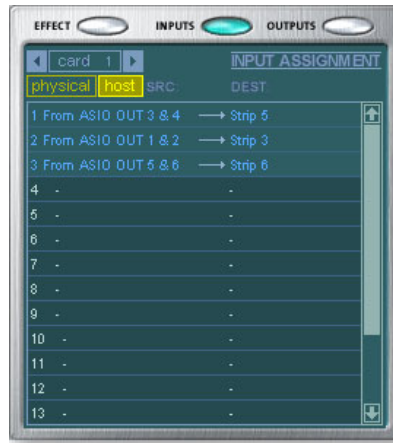 EFFECT INPUTS OUTPUTS
card 1 INPUT ASSIGNMENT
physical host SRC: DEST:
1 From ASIO OUT 3 & 4 → Strip 5
2 From ASIO OUT 1 & 2 → Strip 3
3 From ASIO OUT 5 & 6 → Strip 6
4 - -
5 - -
6 - -
7 - -
8 - -
9 - -
10 - -
11 - -
12 - -
13 - -